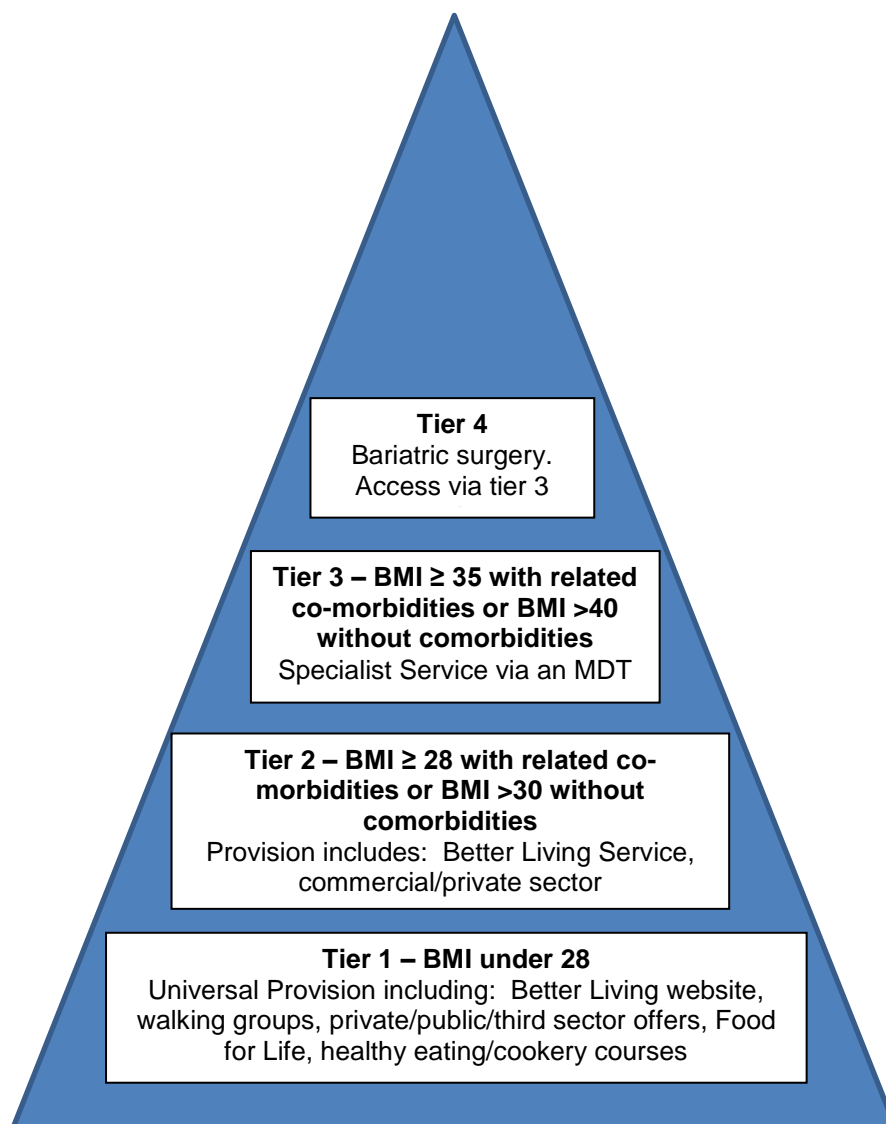 Tier 4
Bariatric surgery.
Access via tier 3
Tier 3 – BMI ≥ 35 with related
co-morbidities or BMI >40
without comorbidities
Specialist Service via an MDT
Tier 2 – BMI ≥ 28 with related co-
morbidities or BMI >30 without
comorbidities
Provision includes:  Better Living Service,
commercial/private sector
Tier 1 – BMI under 28
Universal Provision including:  Better Living website,
walking groups, private/public/third sector offers, Food
for Life, healthy eating/cookery courses